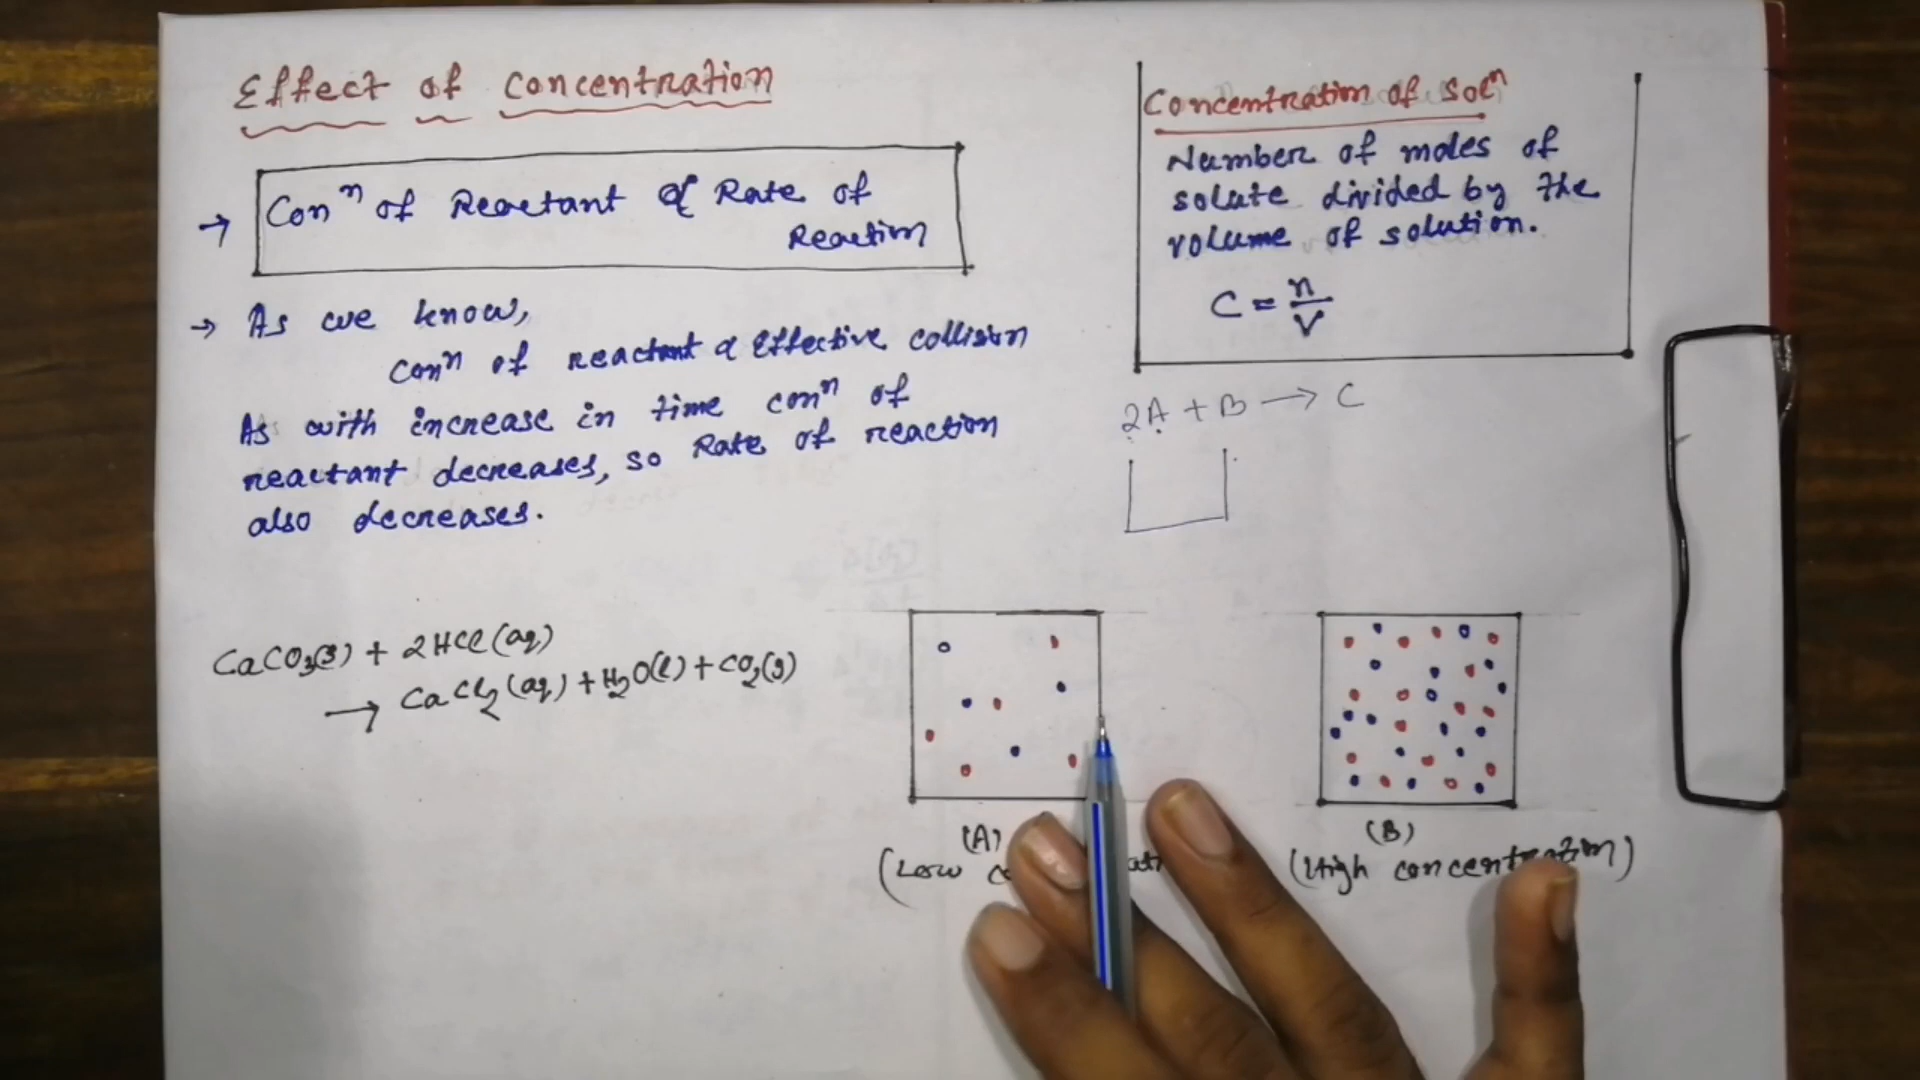 Effect of concentration
→ Conⁿ of Reactant α Rate of
Reaction
→ As we know,
conⁿ of reactant α Effective collision
As with increase in time conⁿ of
reactant decreases, so Rate of reaction
also decreases.
Concentration of solⁿ
Number of moles of
solute divided by the
volume of solution.
C = n/V
2A + B → C
CaCO₃(s) + 2HCl(aq)
→ CaCl₂(aq) + H₂O(l) + CO₂(g)
(A)
(Low
(B)
(High concentration)